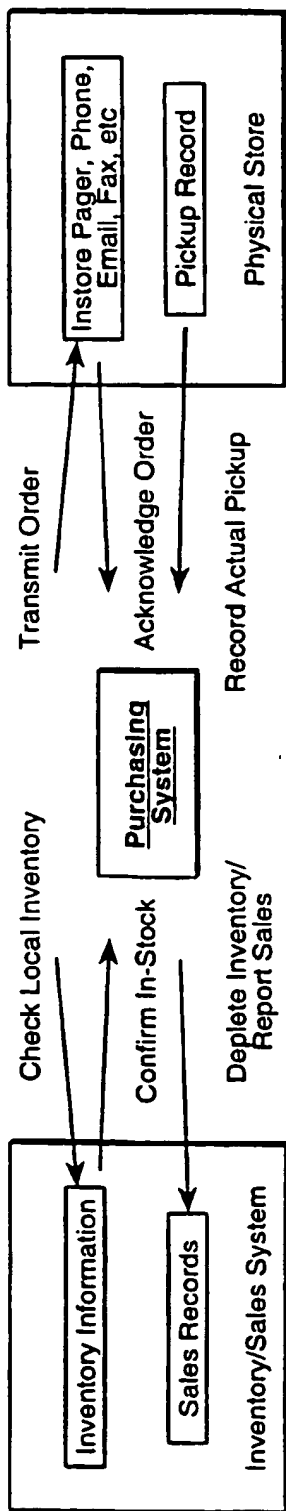 Inventory Information
Sales Records
Inventory/Sales System
Check Local Inventory
Confirm In-Stock
Deplete Inventory/
Report Sales
Purchasing
System
Transmit Order
Acknowledge Order
Record Actual Pickup
Instore Pager, Phone,
Email, Fax, etc
Pickup Record
Physical Store